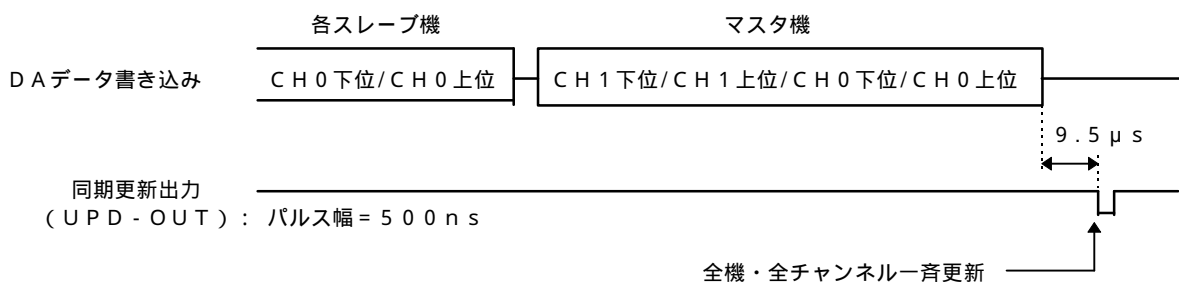 各スレーブ機 マスタ機
ＤＡデータ書き込み ＣＨ０下位/ＣＨ０上位 ＣＨ１下位/ＣＨ１上位/ＣＨ０下位/ＣＨ０上位
９.５μｓ
同期更新出力
（ＵＰＤ-ＯＵＴ）: パルス幅=５００ｎｓ
全機・全チャンネル一斉更新